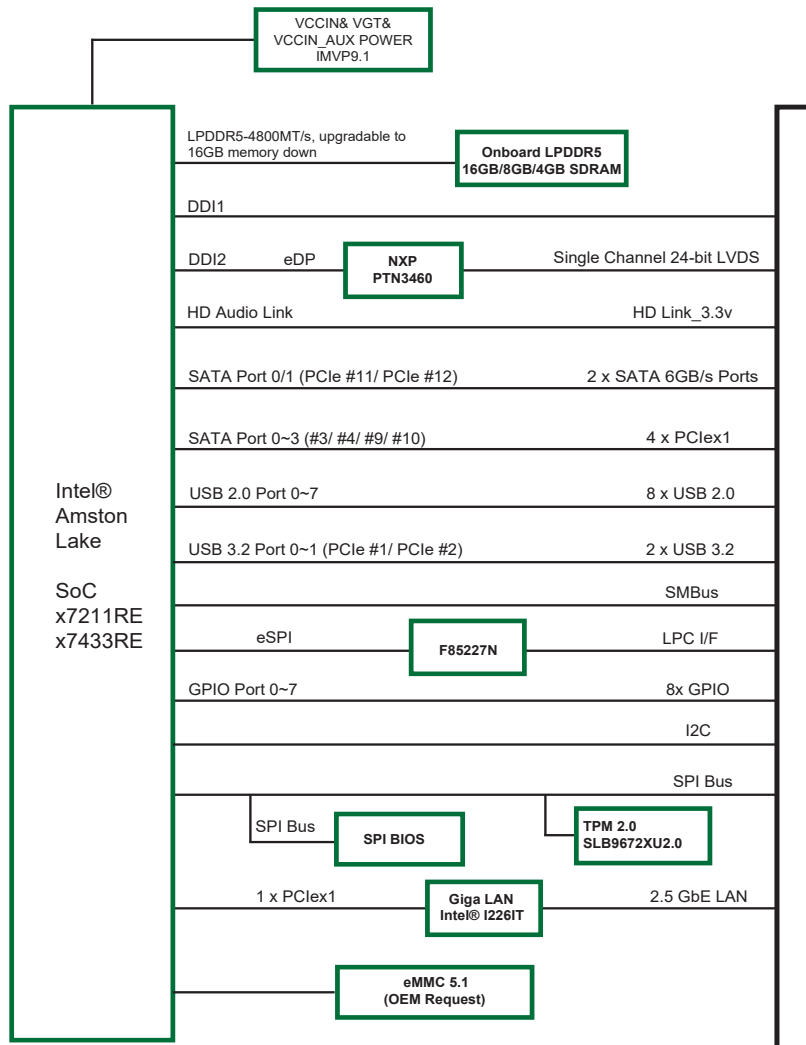 VCCIN& VGT&
VCCIN_AUX POWER
IMVP9.1
LPDDR5-4800MT/s, upgradable to
16GB memory down
Onboard LPDDR5
16GB/8GB/4GB SDRAM
DDI1
DDI2
eDP
NXP
PTN3460
Single Channel 24-bit LVDS
HD Audio Link
HD Link_3.3v
SATA Port 0/1 (PCIe #11/ PCIe #12)
2 x SATA 6GB/s Ports
SATA Port 0~3 (#3/ #4/ #9/ #10)
4 x PCIex1
Intel®
Amston
Lake
SoC
x7211RE
x7433RE
USB 2.0 Port 0~7
8 x USB 2.0
USB 3.2 Port 0~1 (PCIe #1/ PCIe #2)
2 x USB 3.2
SMBus
eSPI
F85227N
LPC I/F
GPIO Port 0~7
8x GPIO
I2C
SPI Bus
SPI Bus
SPI BIOS
TPM 2.0
SLB9672XU2.0
1 x PCIex1
Giga LAN
Intel® I226IT
2.5 GbE LAN
eMMC 5.1
(OEM Request)